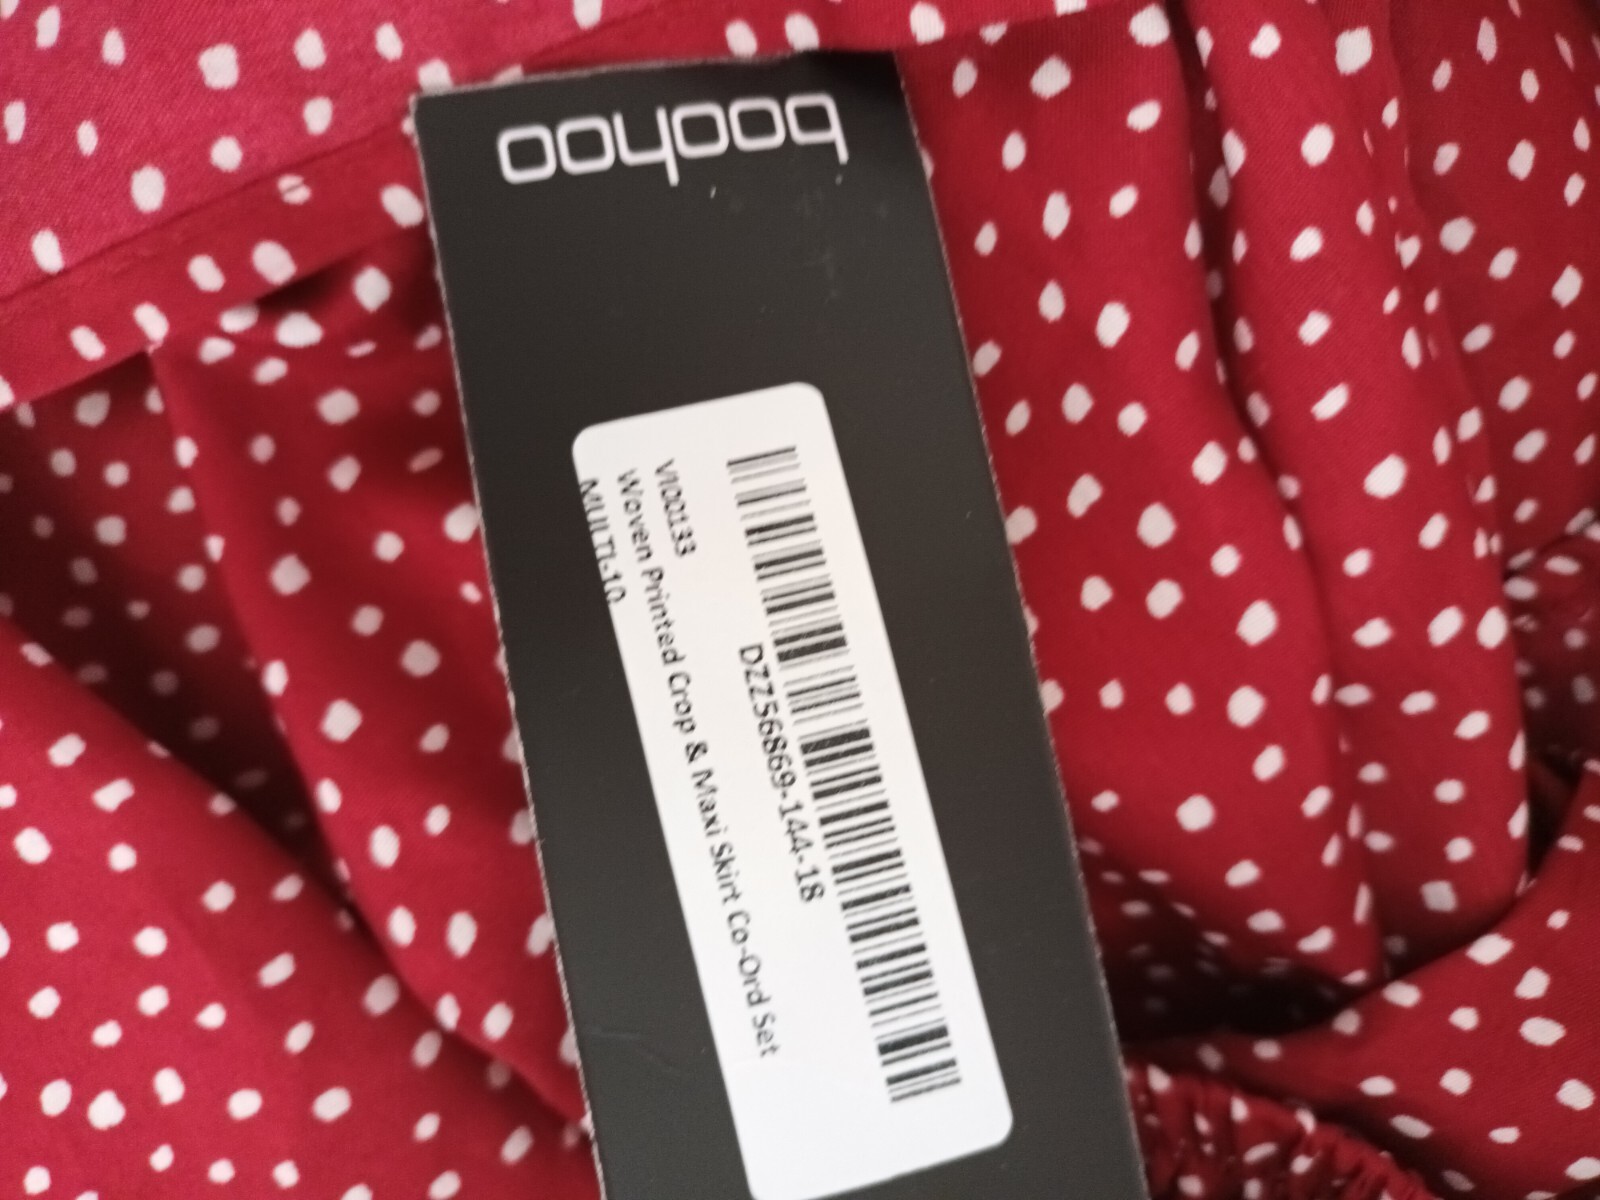 boohoo
DZZ56869-144-18
VI00133
Woven Printed Crop & Maxi Skirt Co-Ord Set
MULTI-10